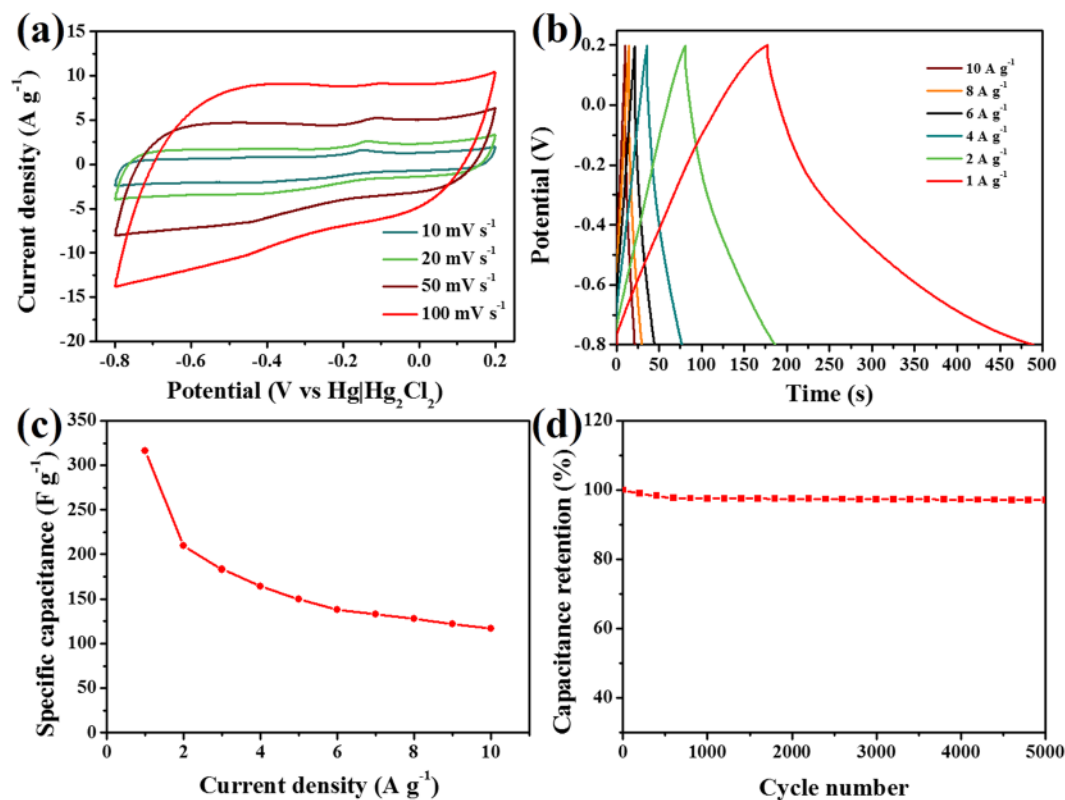 (a)
Current density (A g⁻¹)
15
10
5
0
-5
-10
-15
-20
-0.8
-0.6
-0.4
-0.2
0.0
0.2
Potential (V vs Hg|Hg₂Cl₂)
10 mV s⁻¹
20 mV s⁻¹
50 mV s⁻¹
100 mV s⁻¹
(b)
Potential (V)
0.2
0.0
-0.2
-0.4
-0.6
-0.8
0
50
100
150
200
250
300
350
400
450
500
Time (s)
10 A g⁻¹
8 A g⁻¹
6 A g⁻¹
4 A g⁻¹
2 A g⁻¹
1 A g⁻¹
(c)
Specific capacitance (F g⁻¹)
350
300
250
200
150
100
50
0
0
2
4
6
8
10
Current density (A g⁻¹)
(d)
Capacitance retention (%)
120
100
80
60
40
0
1000
2000
3000
4000
5000
Cycle number